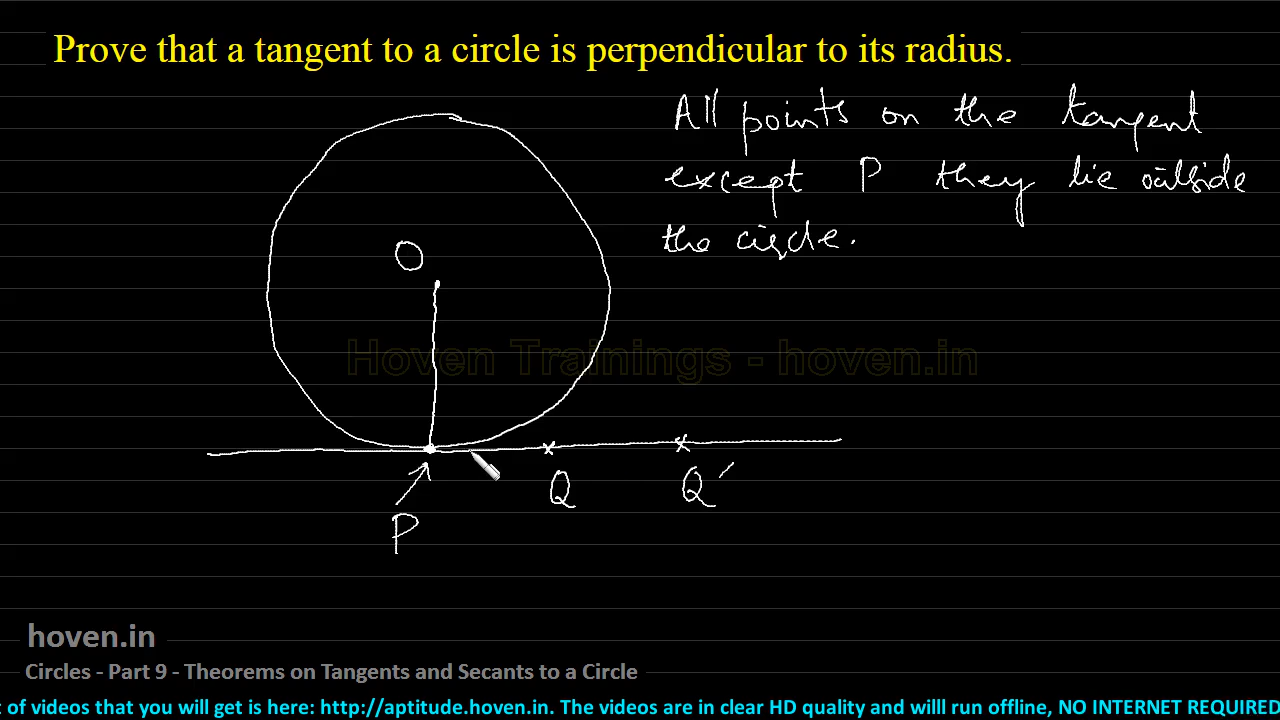 Prove that a tangent to a circle is perpendicular to its radius.
All points on the tangent
except P they lie outside
the circle.
O
Hoven Trainings - hoven.in
Q
Q′
P
hoven.in
Circles - Part 9 - Theorems on Tangents and Secants to a Circle
t of videos that you will get is here: http://aptitude.hoven.in. The videos are in clear HD quality and willl run offline, NO INTERNET REQUIRED